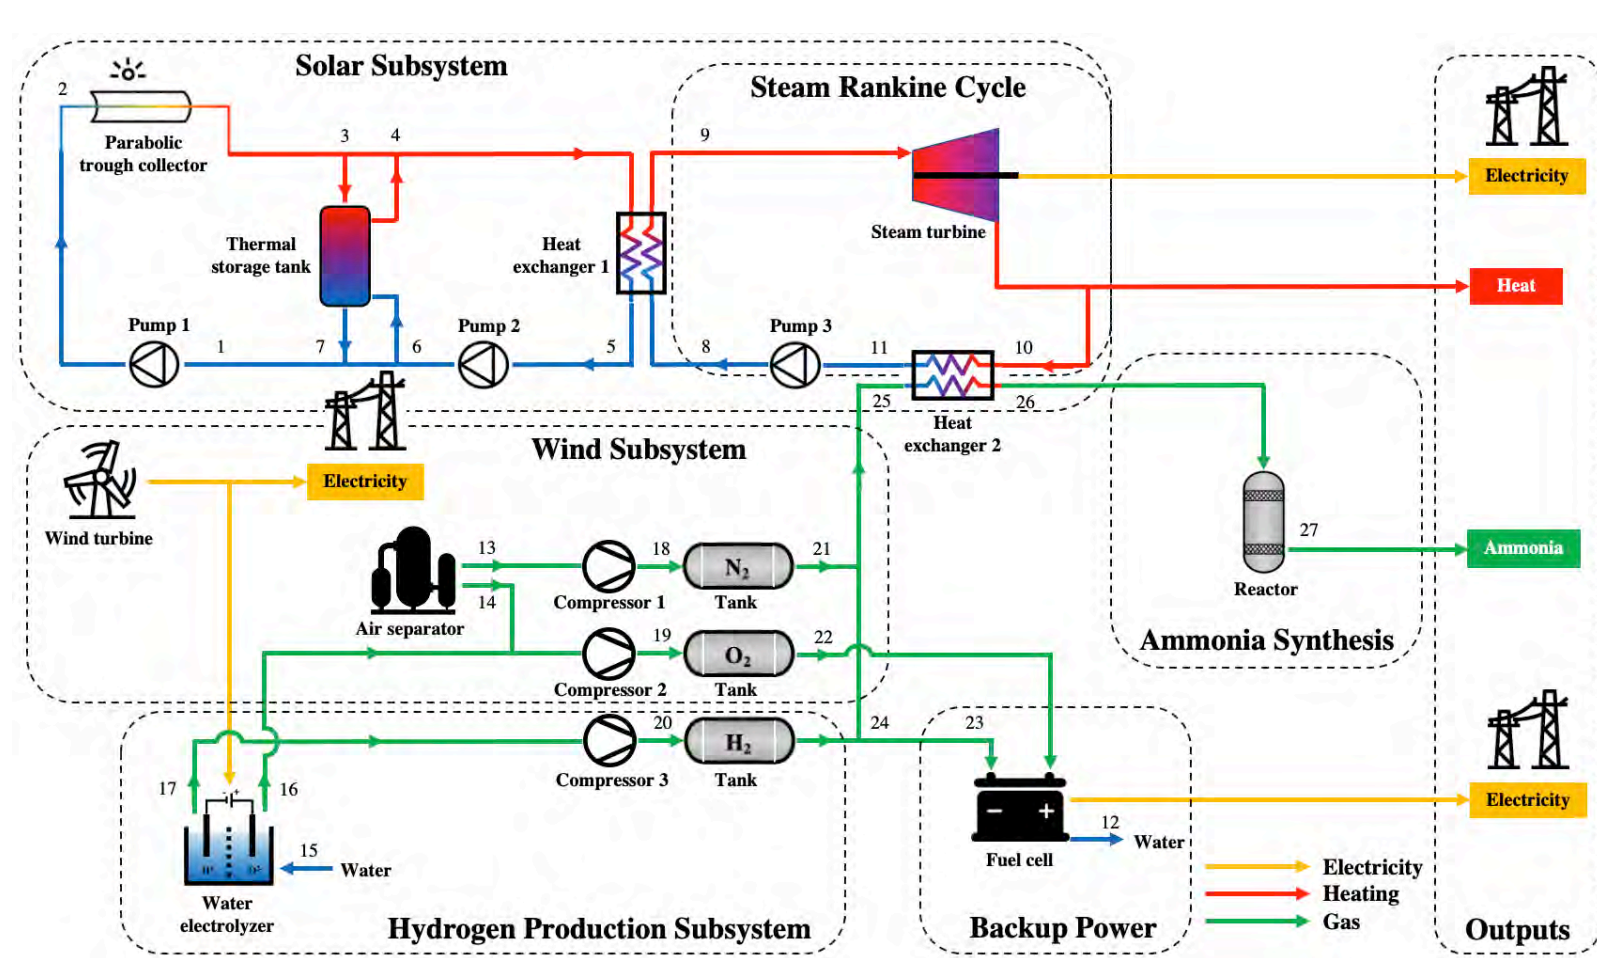 Solar Subsystem
Steam Rankine Cycle
2
Parabolic
trough collector
3
4
9
Electricity
Steam turbine
Thermal
storage tank
Heat
exchanger 1
Heat
Pump 1
1
7
6
Pump 2
5
8
Pump 3
11
10
25
26
Heat
exchanger 2
Wind Subsystem
Electricity
Wind turbine
13
14
Air separator
18
Compressor 1
N2
Tank
21
27
Ammonia
Reactor
Ammonia Synthesis
19
Compressor 2
O2
Tank
22
20
Compressor 3
H2
Tank
24
23
17
16
- +
15
Water
Water
electrolyzer
Hydrogen Production Subsystem
- +
Fuel cell
12
Water
Electricity
Backup Power
Electricity
Heating
Gas
Outputs